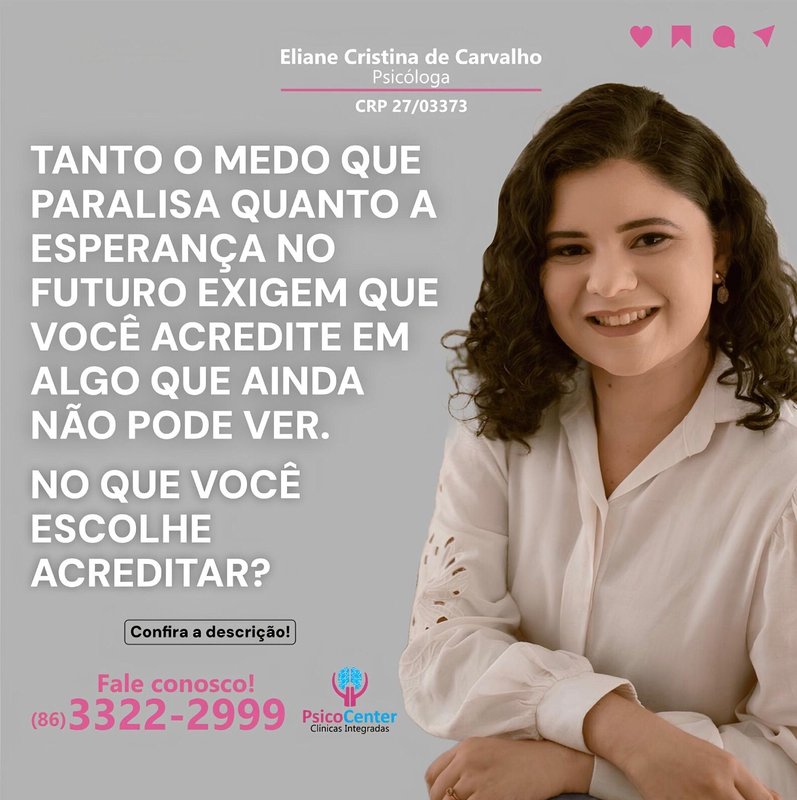 Eliane Cristina de Carvalho
Psicóloga
CRP 27/03373
TANTO O MEDO QUE
PARALISA QUANTO A
ESPERANÇA NO
FUTURO EXIGEM QUE
VOCÊ ACREDITE EM
ALGO QUE AINDA
NÃO PODE VER.
NO QUE VOCÊ
ESCOLHE
ACREDITAR?
Confira a descrição!
Fale conosco!
(86) 3322-2999
PsicoCenter
Clínicas Integradas